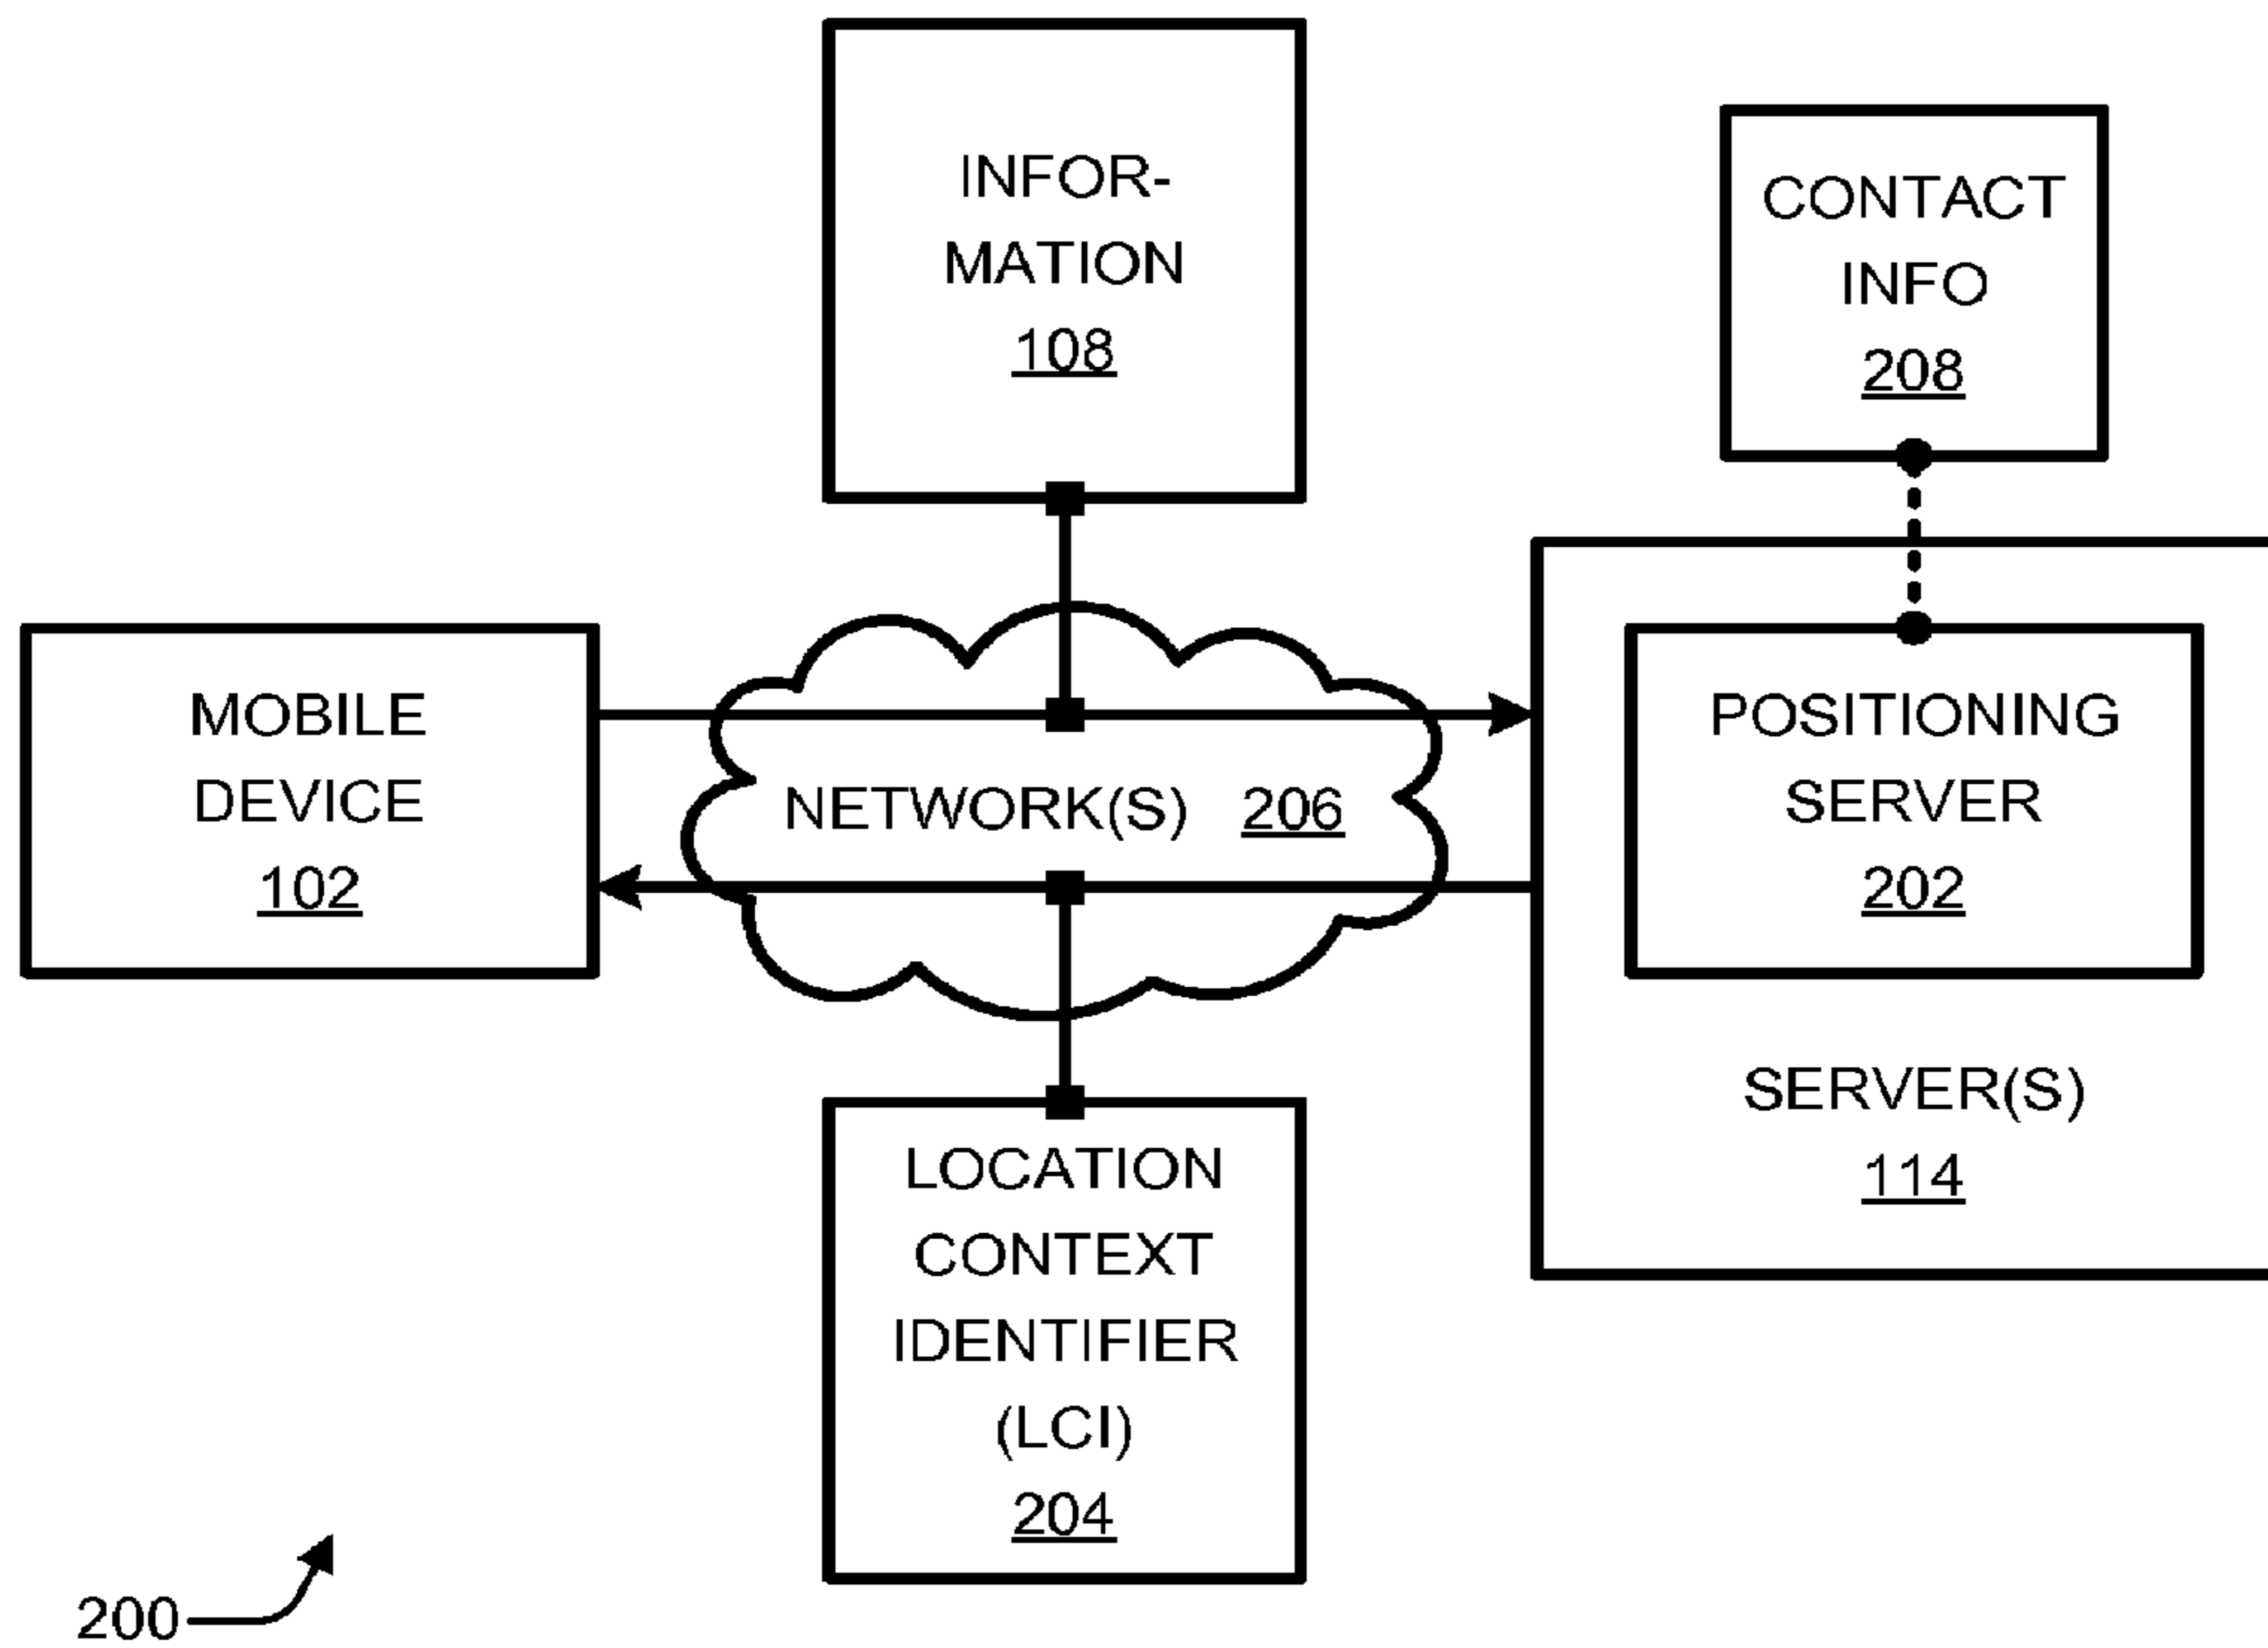 INFOR-
MATION
108
CONTACT
INFO
208
MOBILE
DEVICE
102
NETWORK(S) 206
POSITIONING
SERVER
202
SERVER(S)
114
LOCATION
CONTEXT
IDENTIFIER
(LCI)
204
200